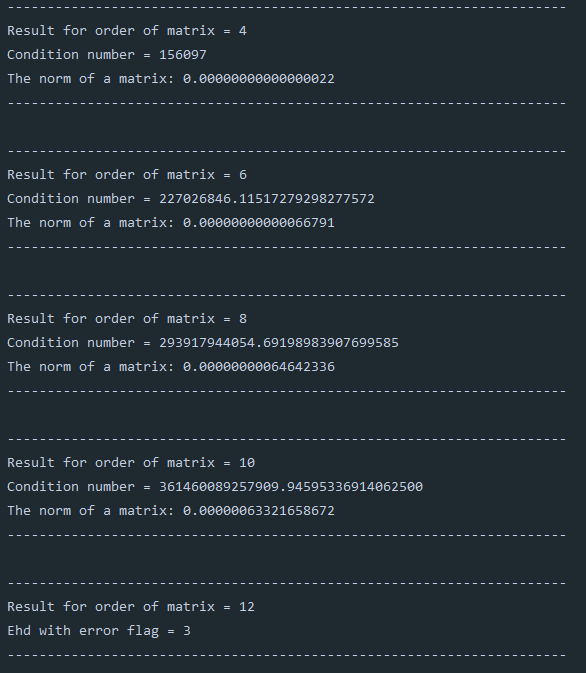 ----------------------------------------------------------------------
Result for order of matrix = 4
Condition number = 156097
The norm of a matrix: 0.00000000000000022
----------------------------------------------------------------------
----------------------------------------------------------------------
Result for order of matrix = 6
Condition number = 227026846.11517279298277572
The norm of a matrix: 0.00000000000066791
----------------------------------------------------------------------
----------------------------------------------------------------------
Result for order of matrix = 8
Condition number = 293917944054.69198983907699585
The norm of a matrix: 0.00000000064642336
----------------------------------------------------------------------
----------------------------------------------------------------------
Result for order of matrix = 10
Condition number = 361460089257909.94595336914062500
The norm of a matrix: 0.00000063321658672
----------------------------------------------------------------------
----------------------------------------------------------------------
Result for order of matrix = 12
Ehd with error flag = 3
----------------------------------------------------------------------